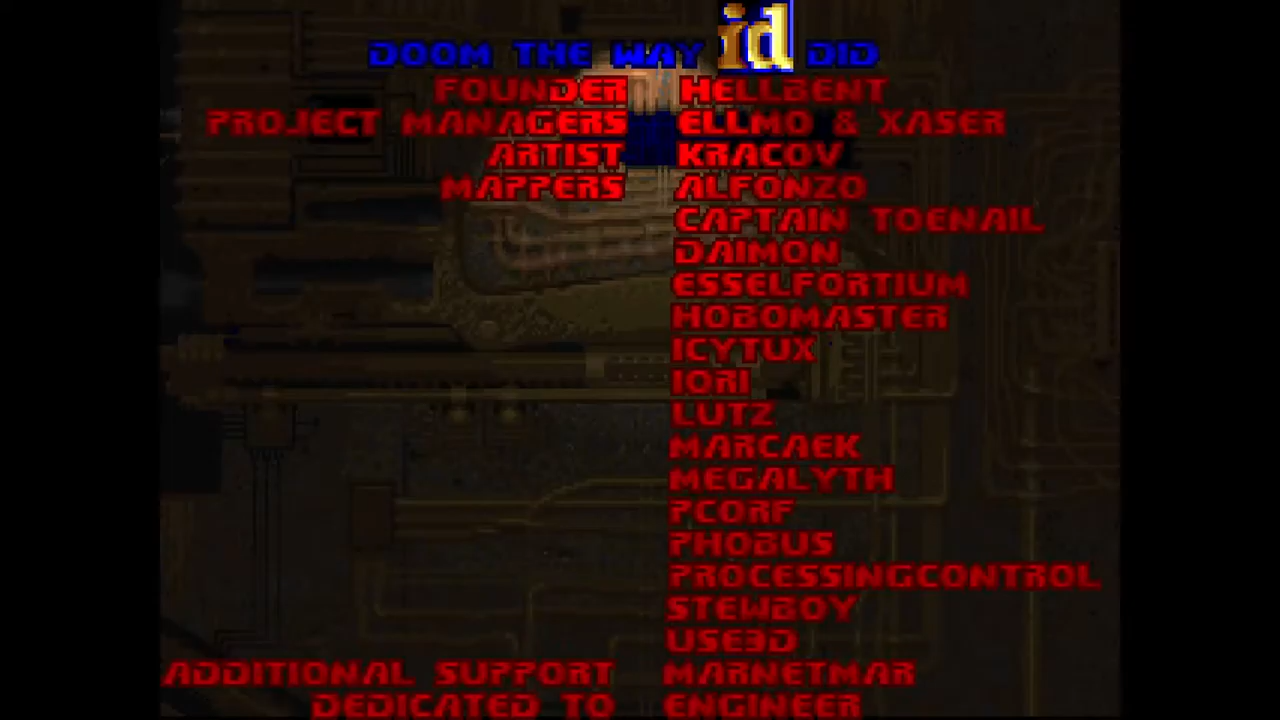 DOOM THE WAY id DID
FOUNDER HELLBENT
PROJECT MANAGERS ELLMO & XASER
ARTIST KRACOV
MAPPERS ALFONZO
CAPTAIN TOENAIL
DAIMON
ESSELFORTIUM
HOBOMASTER
ICYTUX
IORI
LUTZ
MARCAEK
MEGALYTH
PCORF
PHOBUS
PROCESSINGCONTROL
STEWBOY
USE3D
ADDITIONAL SUPPORT MARNETMAR
DEDICATED TO ENGINEER